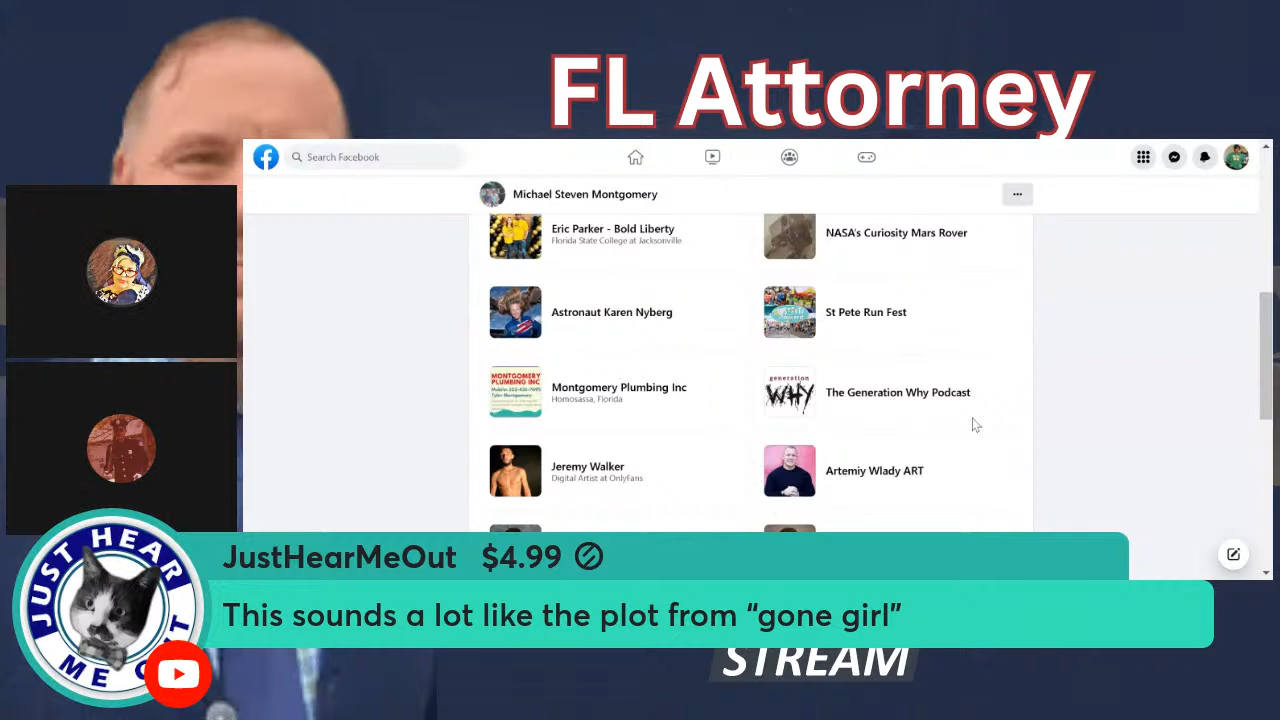 FL Attorney
Search Facebook
Michael Steven Montgomery
Eric Parker - Bold Liberty
Florida State College at Jacksonville
NASA's Curiosity Mars Rover
Astronaut Karen Nyberg
St Pete Run Fest
MONTGOMERY
PLUMBING INC
Tyler Montgomery
Montgomery Plumbing Inc
Homosassa, Florida
generation
WHY
The Generation Why Podcast
Jeremy Walker
Digital Artist at OnlyFans
Artemiy Wlady ART
JUST HEAR
ME OUT
JustHearMeOut $4.99
This sounds a lot like the plot from “gone girl”
STREAM